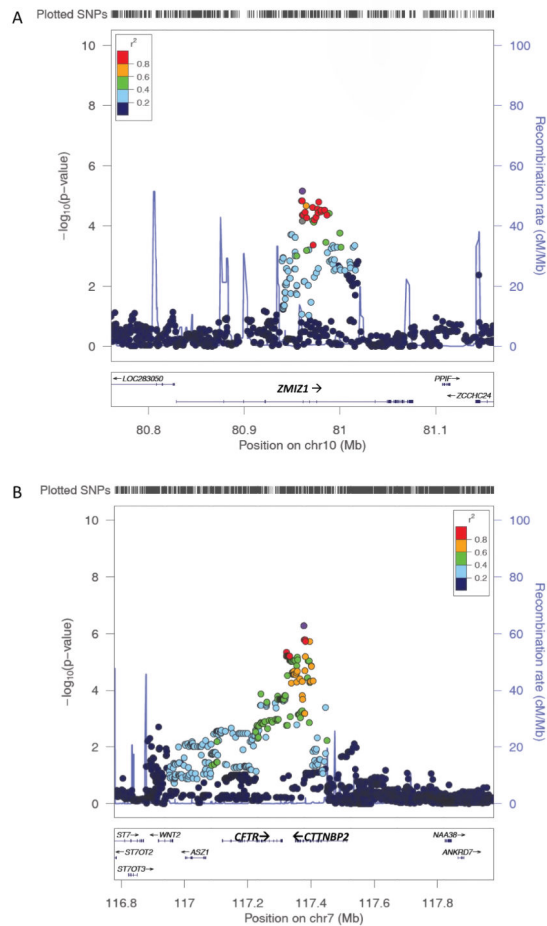 A
Plotted SNPs
r²
0.8
0.6
0.4
0.2
10
8
6
4
2
0
100
80
60
40
20
0
-log₁₀(p-value)
Recombination rate (cM/Mb)
←LOC283050
ZMIZ1→
PPIF→
←ZCCHC24
80.8 80.9 81 81.1
Position on chr10 (Mb)
B
Plotted SNPs
r²
0.8
0.6
0.4
0.2
10
8
6
4
2
0
100
80
60
40
20
0
-log₁₀(p-value)
Recombination rate (cM/Mb)
ST7→ ←WNT2 CFTR→ ←CTTNBP2 NAA38→
←ST7OT2 ←ASZ1 ANKRD7→
ST7OT3→
116.8 117 117.2 117.4 117.6 117.8
Position on chr7 (Mb)